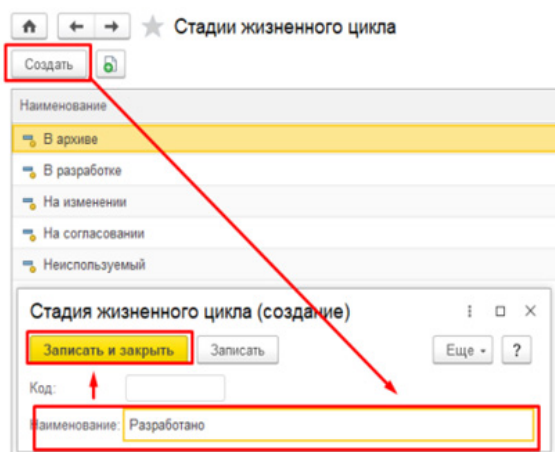 Стадии жизненного цикла
Создать
Наименование
В архиве
В разработке
На изменении
На согласовании
Неиспользуемый
Стадия жизненного цикла (создание)
Записать и закрыть Записать Еще ?
Код:
Наименование: Разработано